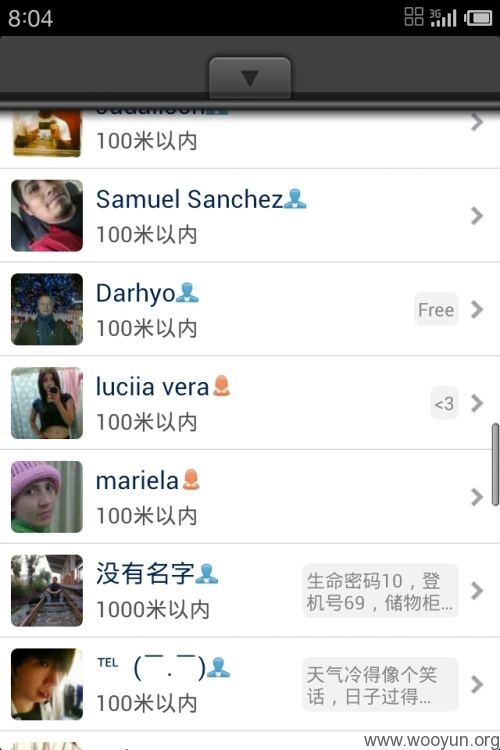 8:04
3G
100米以内
Samuel Sanchez
100米以内
Darhyo
100米以内
Free
luciia vera
100米以内
<3
mariela
100米以内
没有名字
1000米以内
生命密码10，登
机号69，储物柜...
℡ (￣.￣)
100米以内
天气冷得像个笑
话，日子过得...
www.wooyun.org